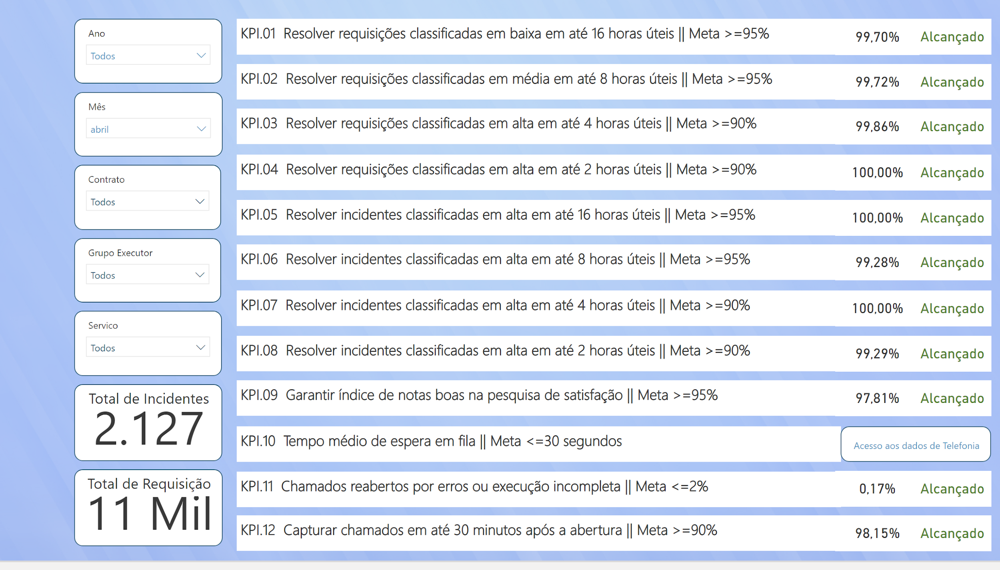 Ano
Todos
Mês
abril
Contrato
Todos
Grupo Executor
Todos
Servico
Todos
Total de Incidentes
2.127
Total de Requisição
11 Mil
KPI.01 Resolver requisições classificadas em baixa em até 16 horas úteis || Meta >=95% 99,70% Alcançado
KPI.02 Resolver requisições classificadas em média em até 8 horas úteis || Meta >=95% 99,72% Alcançado
KPI.03 Resolver requisições classificadas em alta em até 4 horas úteis || Meta >=90% 99,86% Alcançado
KPI.04 Resolver requisições classificadas em alta em até 2 horas úteis || Meta >=90% 100,00% Alcançado
KPI.05 Resolver incidentes classificadas em alta em até 16 horas úteis || Meta >=95% 100,00% Alcançado
KPI.06 Resolver incidentes classificadas em alta em até 8 horas úteis || Meta >=95% 99,28% Alcançado
KPI.07 Resolver incidentes classificadas em alta em até 4 horas úteis || Meta >=90% 100,00% Alcançado
KPI.08 Resolver incidentes classificadas em alta em até 2 horas úteis || Meta >=90% 99,29% Alcançado
KPI.09 Garantir índice de notas boas na pesquisa de satisfação || Meta >=95% 97,81% Alcançado
KPI.10 Tempo médio de espera em fila || Meta <=30 segundos Acesso aos dados de Telefonia
KPI.11 Chamados reabertos por erros ou execução incompleta || Meta <=2% 0,17% Alcançado
KPI.12 Capturar chamados em até 30 minutos após a abertura || Meta >=90% 98,15% Alcançado